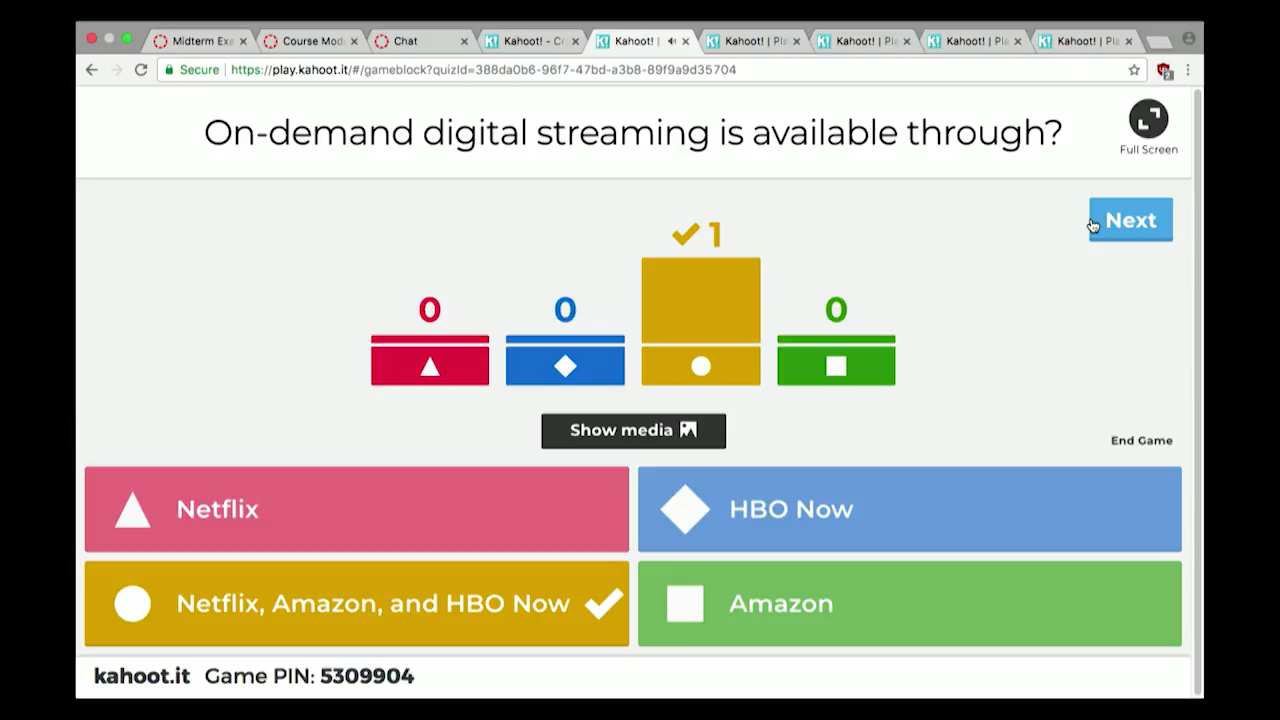 Midterm Exa
Course Mod
Chat
Kahoot! - Cr
Kahoot! |
Kahoot! | Pla
Kahoot! | Pla
Kahoot! | Pla
Kahoot! | Pla
Secure | https://play.kahoot.it/#/gameblock?quizId=388da0b6-96f7-47bd-a3b8-89f9a9d35704
On-demand digital streaming is available through?
Full Screen
Next
1
0
0
0
Show media
End Game
Netflix
HBO Now
Netflix, Amazon, and HBO Now
Amazon
kahoot.it Game PIN: 5309904